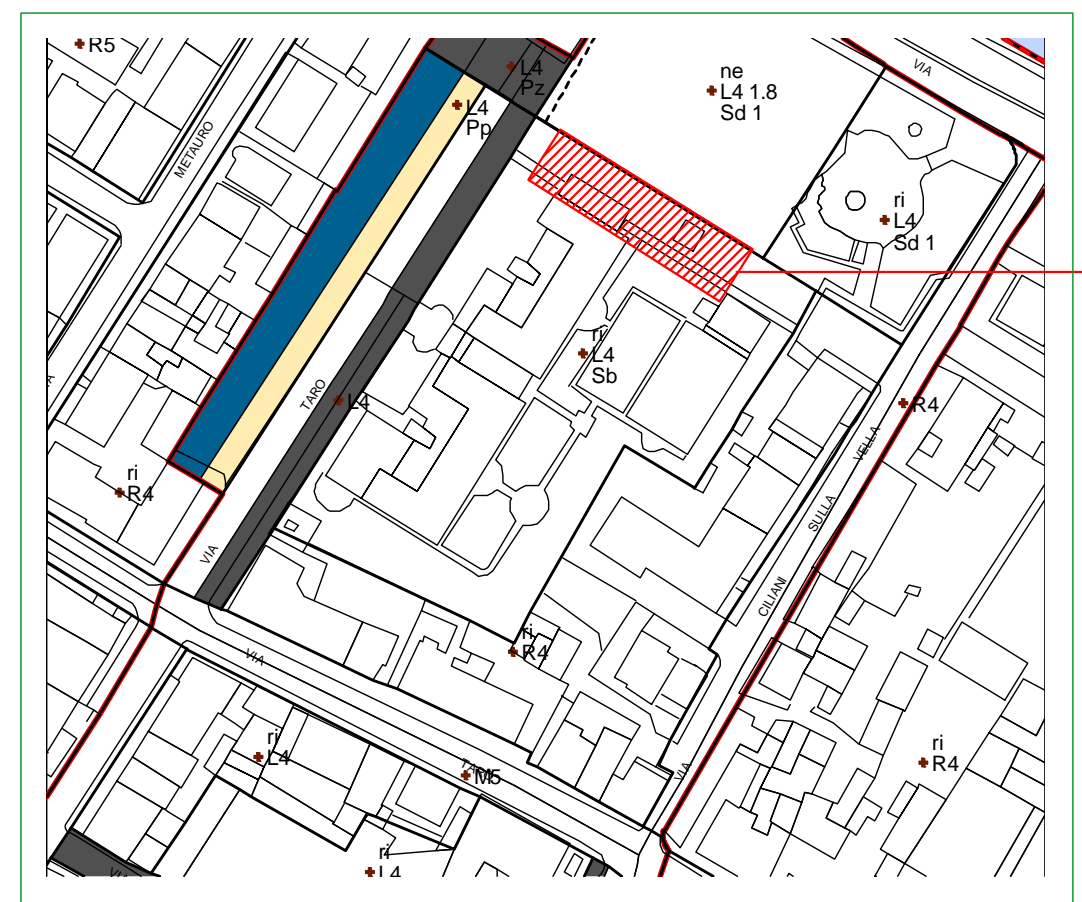 R5
L4
Pz
ne
L4 1.8
Sd 1
VIA
L4
Pp
METAURO
ri
L4
Sd 1
ri
L4
Sb
TARO
L4
R4
VELLA
ri
R4
SULLA
VIA
CILIANI
ri
R4
VIA
ri
L4
M5
VIA
ri
R4
ri
L4
VIA